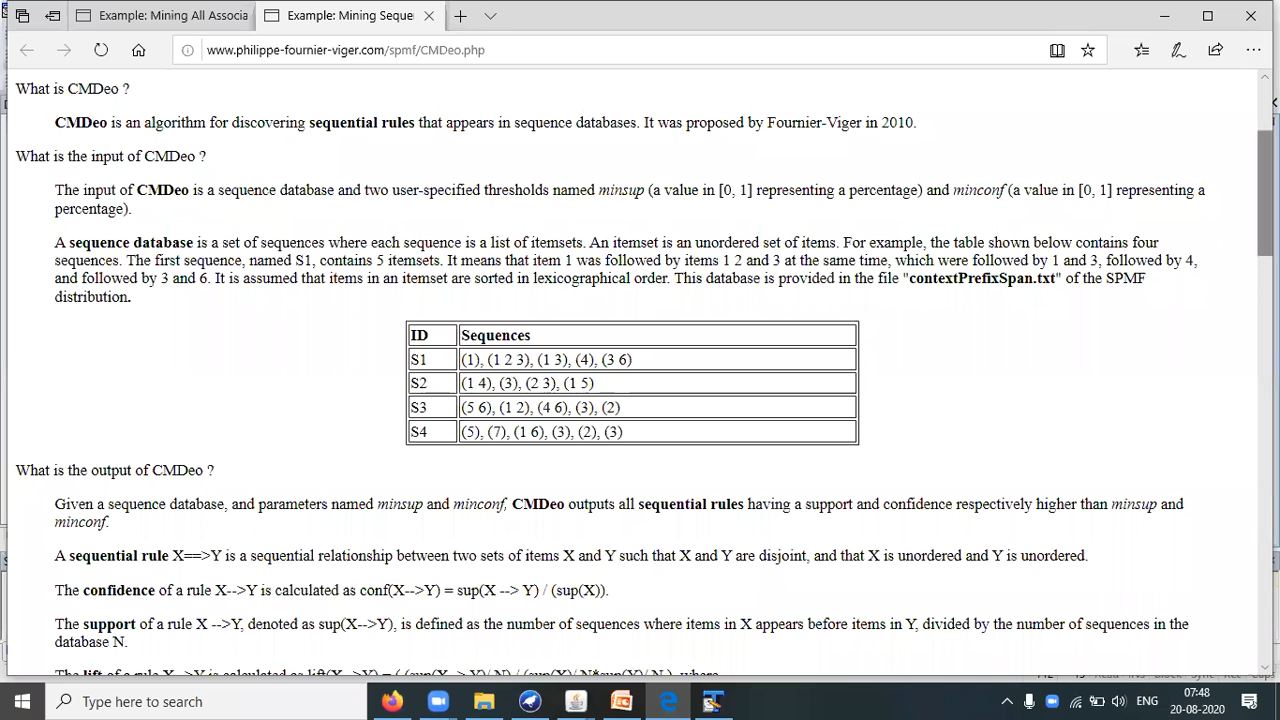 Example: Mining All Associa
Example: Mining Seque
www.philippe-fournier-viger.com/spmf/CMDeo.php
What is CMDeo ?
CMDeo is an algorithm for discovering sequential rules that appears in sequence databases. It was proposed by Fournier-Viger in 2010.
What is the input of CMDeo ?
The input of CMDeo is a sequence database and two user-specified thresholds named minsup (a value in [0, 1] representing a percentage) and minconf (a value in [0, 1] representing a
percentage).
A sequence database is a set of sequences where each sequence is a list of itemsets. An itemset is an unordered set of items. For example, the table shown below contains four
sequences. The first sequence, named S1, contains 5 itemsets. It means that item 1 was followed by items 1 2 and 3 at the same time, which were followed by 1 and 3, followed by 4,
and followed by 3 and 6. It is assumed that items in an itemset are sorted in lexicographical order. This database is provided in the file "contextPrefixSpan.txt" of the SPMF
distribution.
ID Sequences
S1 (1), (1 2 3), (1 3), (4), (3 6)
S2 (1 4), (3), (2 3), (1 5)
S3 (5 6), (1 2), (4 6), (3), (2)
S4 (5), (7), (1 6), (3), (2), (3)
What is the output of CMDeo ?
Given a sequence database, and parameters named minsup and minconf, CMDeo outputs all sequential rules having a support and confidence respectively higher than minsup and
minconf.
A sequential rule X==>Y is a sequential relationship between two sets of items X and Y such that X and Y are disjoint, and that X is unordered and Y is unordered.
The confidence of a rule X-->Y is calculated as conf(X-->Y) = sup(X --> Y) / (sup(X)).
The support of a rule X -->Y, denoted as sup(X-->Y), is defined as the number of sequences where items in X appears before items in Y, divided by the number of sequences in the
database N.
The lift of a rule X-->Y is calculated as lift(X-->Y) = ( (sup(X-->Y)/ N) / (sup(X)/ N*sup(Y)/ N ), where
Type here to search
ENG
07:48
20-08-2020